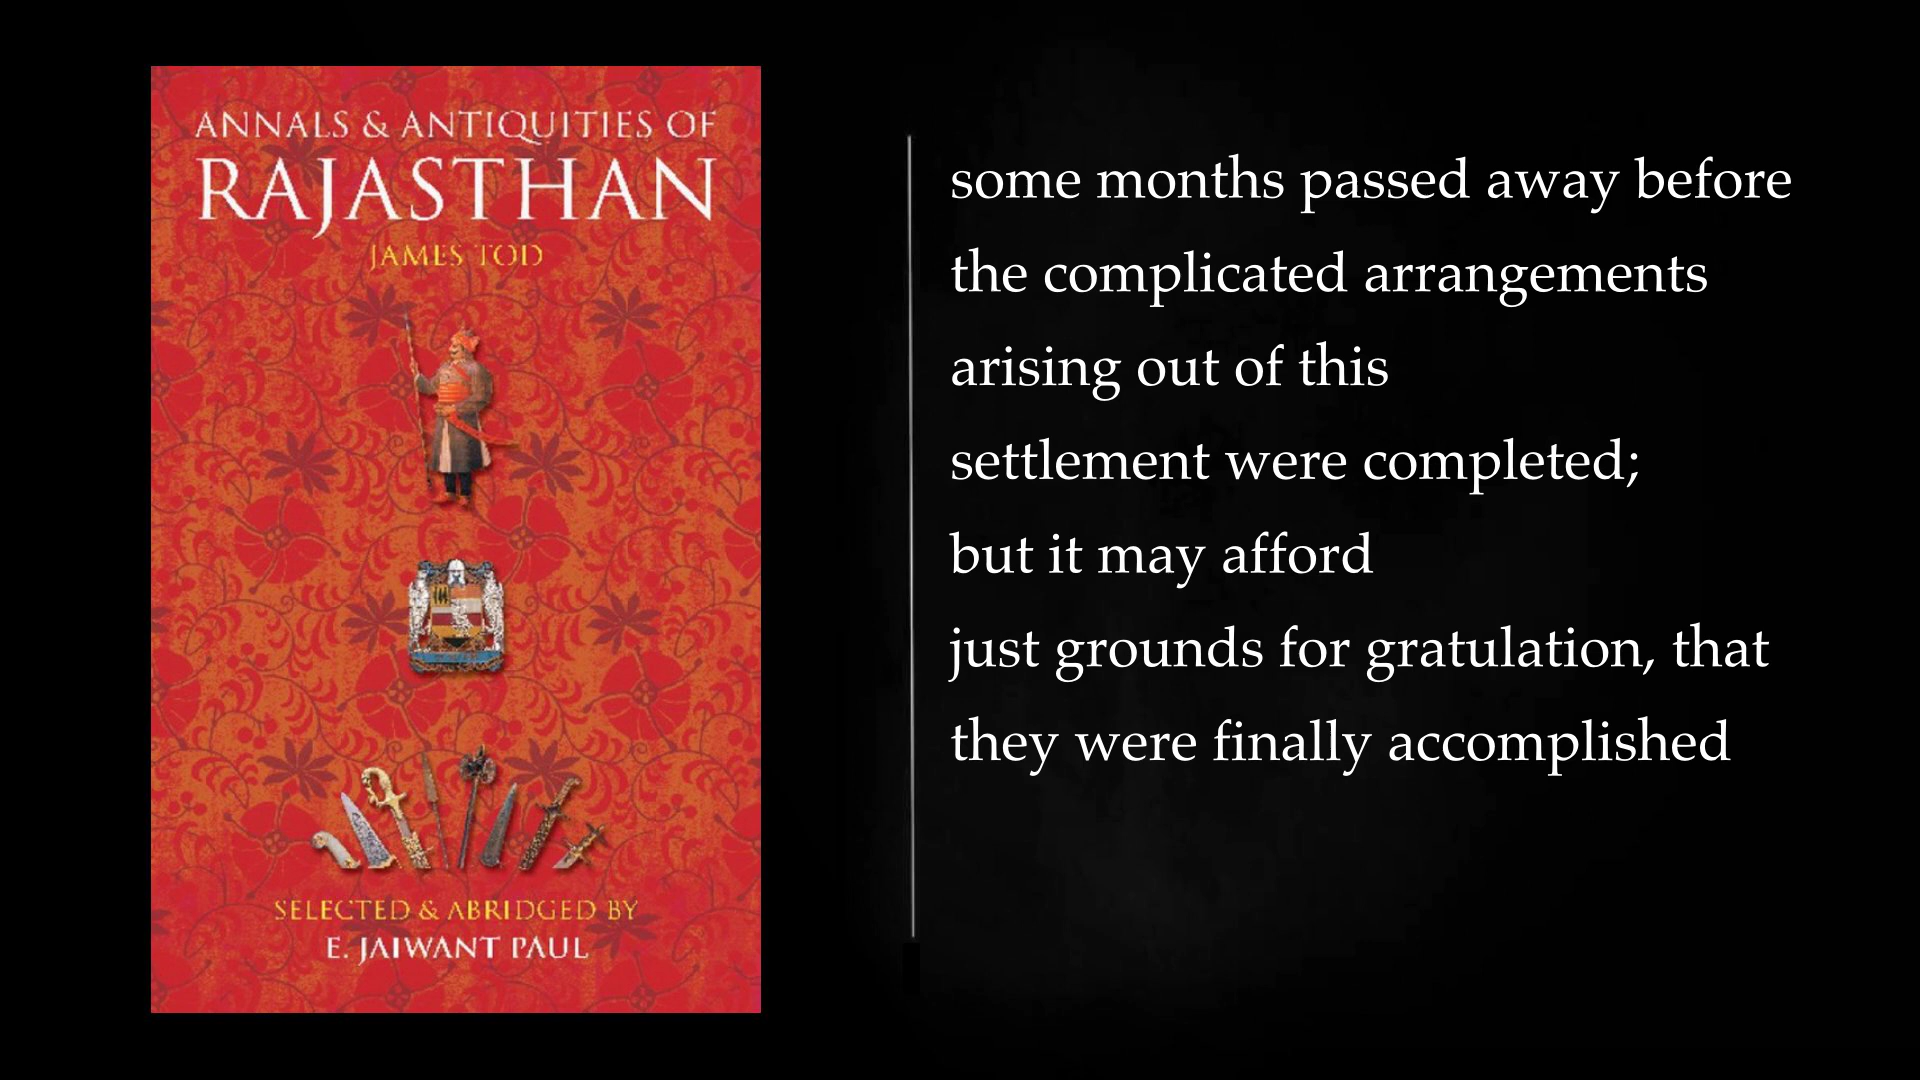 ANNALS & ANTIQUITIES OF
RAJASTHAN
JAMES TOD
SELECTED & ABRIDGED BY
E. JAIWANT PAUL
some months passed away before
the complicated arrangements
arising out of this
settlement were completed;
but it may afford
just grounds for gratulation, that
they were finally accomplished